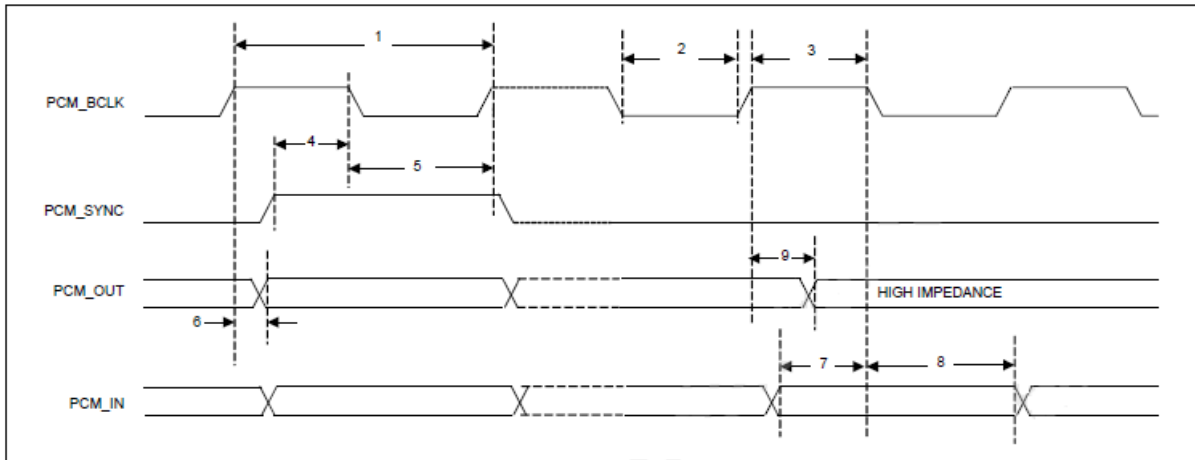 1
2
3
PCM_BCLK
4
5
PCM_SYNC
9
PCM_OUT
HIGH IMPEDANCE
6
7
8
PCM_IN